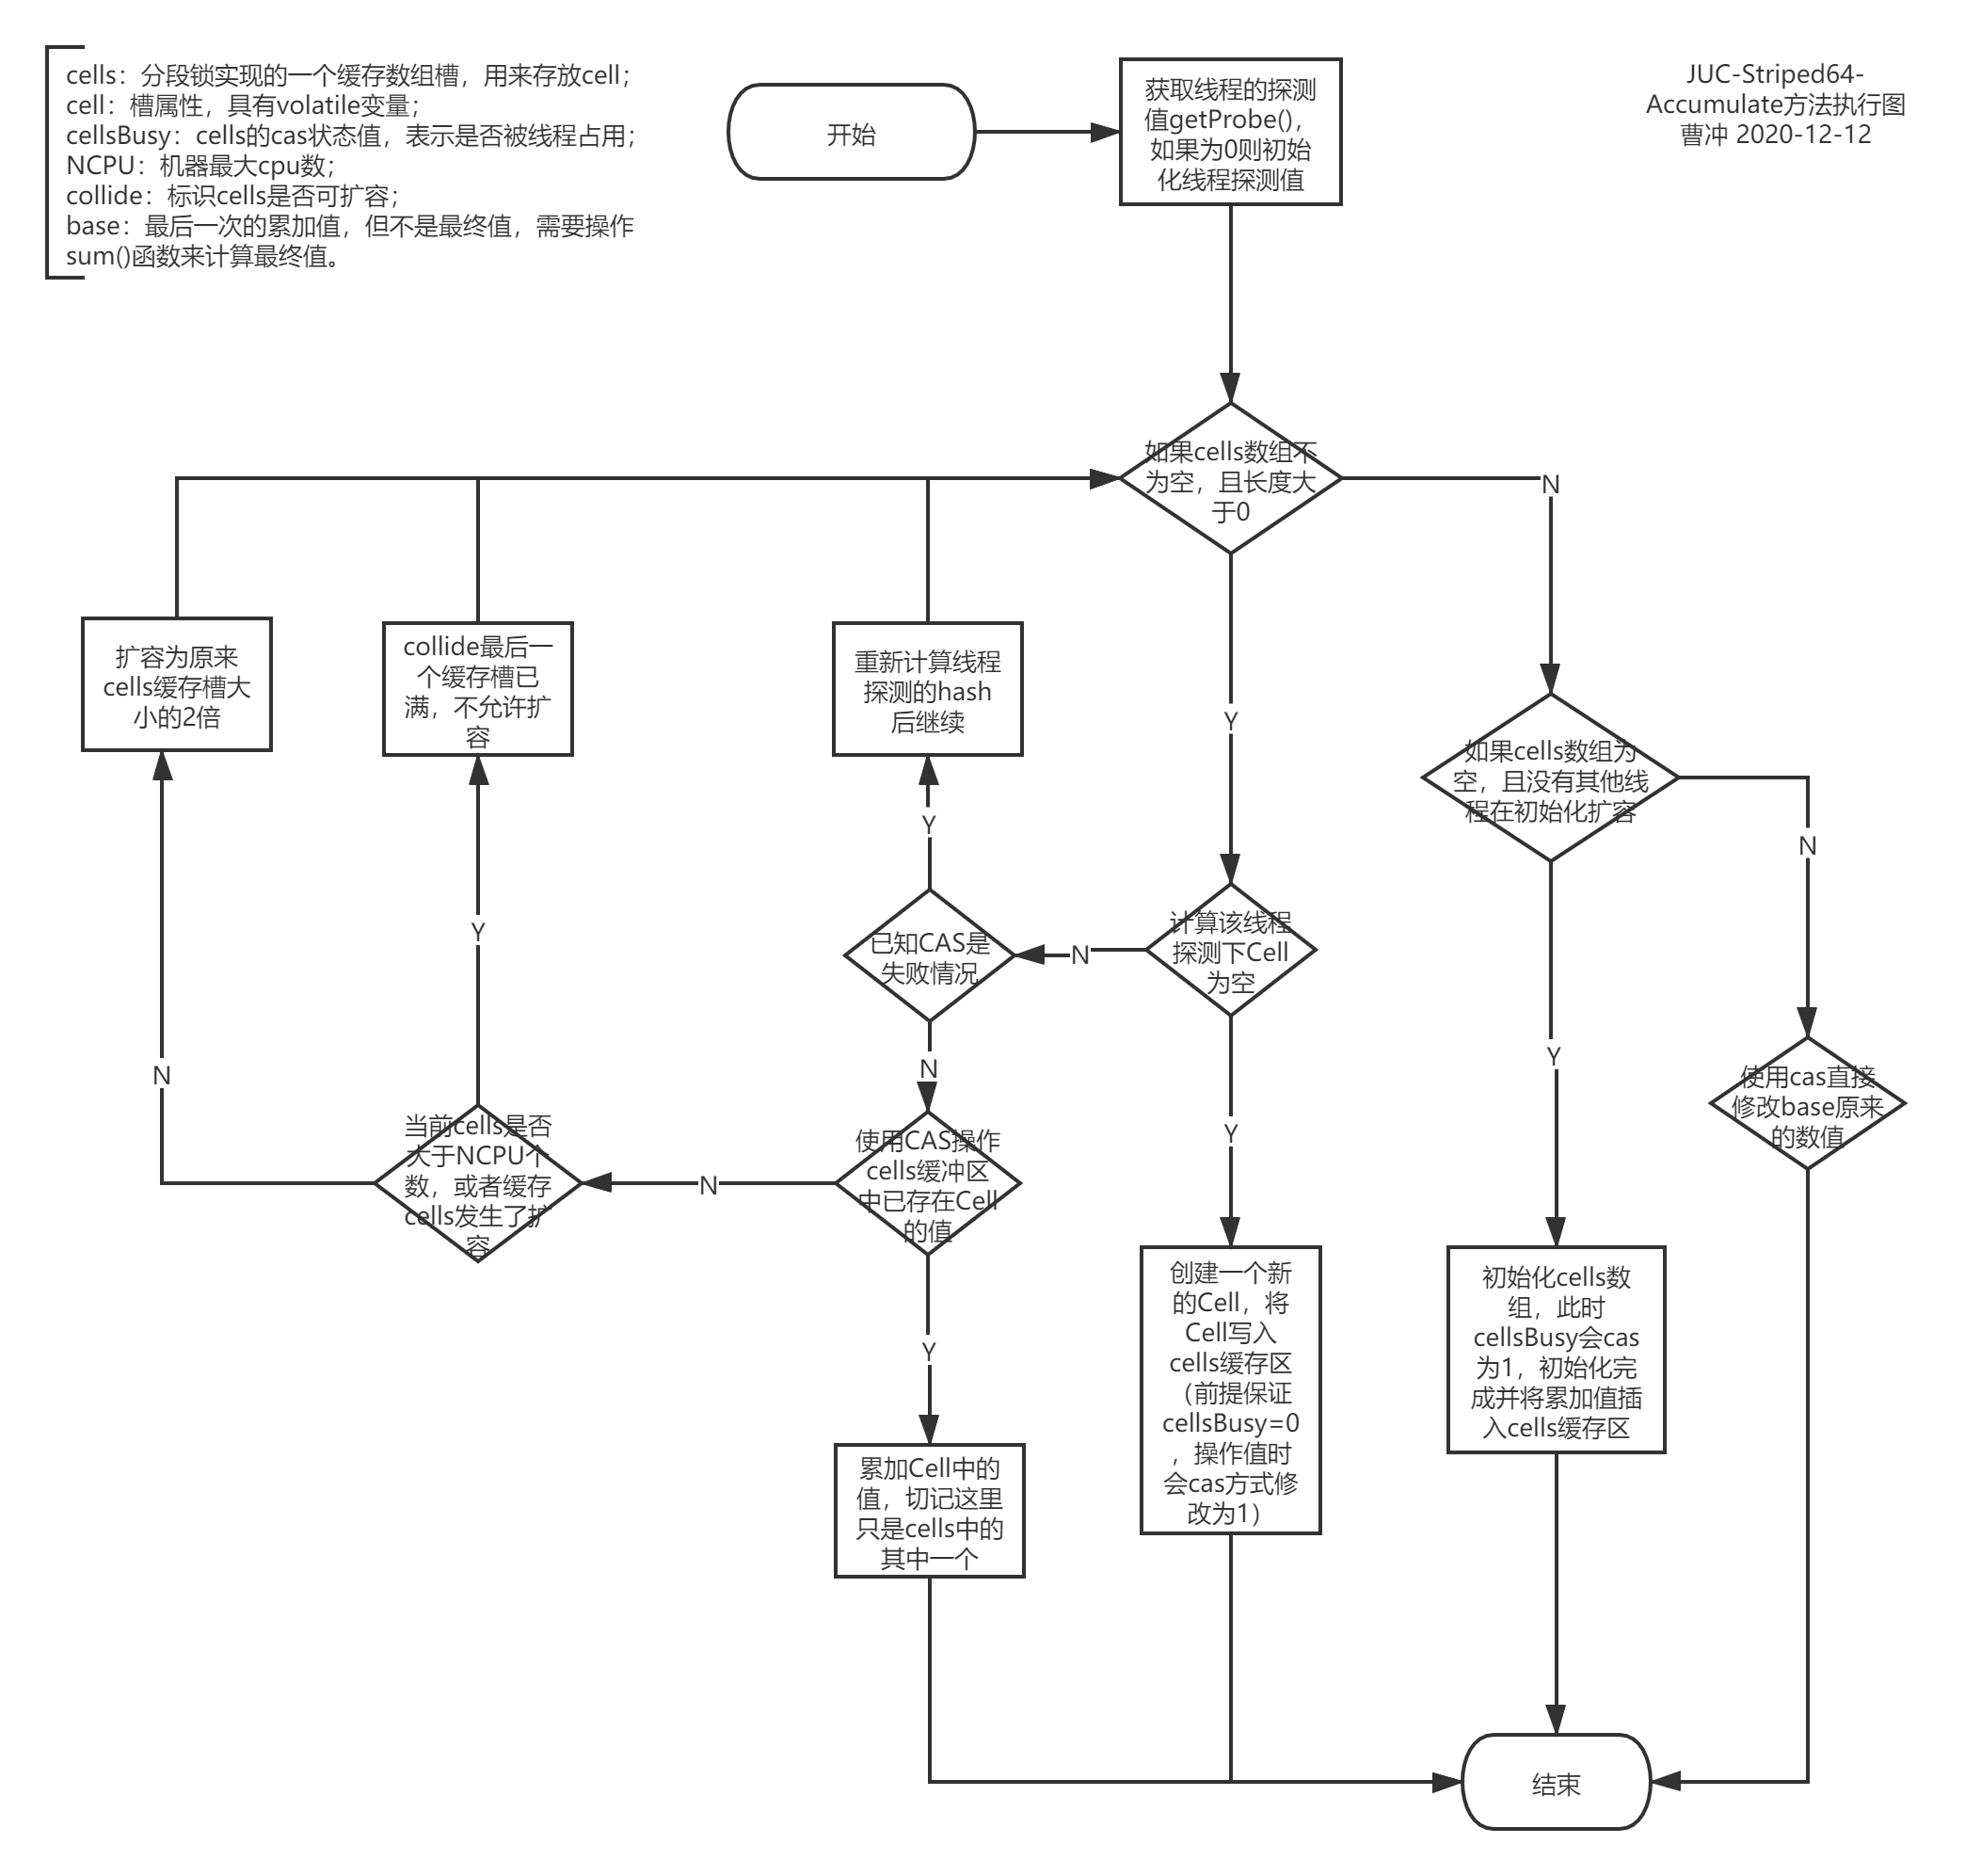 cells：分段锁实现的一个缓存数组槽，用来存放cell；
cell：槽属性，具有volatile变量；
cellsBusy：cells的cas状态值，表示是否被线程占用；
NCPU：机器最大cpu数；
collide：标识cells是否可扩容；
base：最后一次的累加值，但不是最终值，需要操作
sum()函数来计算最终值。
开始
获取线程的探测
值getProbe()，
如果为0则初始
化线程探测值
JUC-Striped64-
Accumulate方法执行图
曹冲 2020-12-12
如果cells数组不
为空，且长度大
于0
N
扩容为原来
cells缓存槽大
小的2倍
collide最后一
个缓存槽已
满，不允许扩
容
重新计算线程
探测的hash
后继续
Y
如果cells数组为
空，且没有其他线
程在初始化扩容
Y
N
Y
已知CAS是
失败情况
N
计算该线程
探测下Cell
为空
Y
N
N
使用cas直接
修改base原来
的数值
当前cells是否
大于NCPU个
数，或者缓存
cells发生了扩
容
N
使用CAS操作
cells缓冲区
中已存在Cell
的值
Y
Y
创建一个新
的Cell，将
Cell写入
cells缓存区
（前提保证
cellsBusy=0
，操作值时
会cas方式修
改为1）
初始化cells数
组，此时
cellsBusy会cas
为1，初始化完
成并将累加值插
入cells缓存区
累加Cell中的
值，切记这里
只是cells中的
其中一个
结束